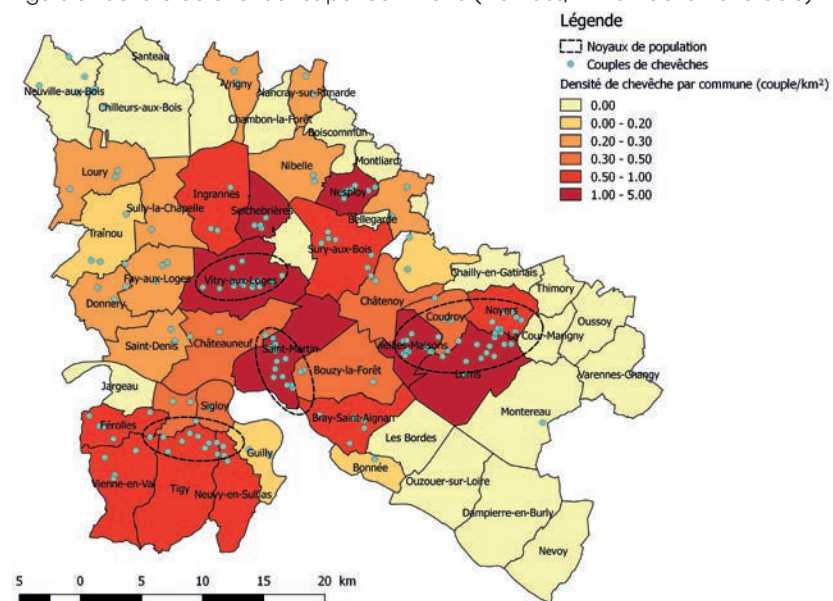 Légende
Noyaux de population
Couples de chevêches
Densité de chevêche par commune (couple/km²)
0.00
0.00 - 0.20
0.20 - 0.30
0.30 - 0.50
0.50 - 1.00
1.00 - 5.00
Santeau
Neuville-aux-Bois
Vrigny
Nancray-sur-Rimarde
Chilleurs-aux-Bois
Chambon-la-Forêt
Boiscommun
Montliard
Loury
Nibelle
Nesploy
Ingrannes
Seichebrières
Sully-la-Chapelle
Bellegarde
Traînou
Sury-aux-Bois
Chailly-en-Gatinais
Fay-aux-Loges
Vitry-aux-Loges
Thimory
Donnery
Châtenoy
Coudroy
Noyers
Oussoy
La Cour-Marigny
Saint-Denis
Châteauneuf
Saint-Martin
Vieilles-Maisons
Bouzy-la-Forêt
Lorris
Varennes-Changy
Jargeau
Sigloy
Montereau
Férolles
Bray-Saint-Aignan
Les Bordes
Guilly
Bonnée
Vienne-en-Val
Tigy
Neuvy-en-Sullias
Ouzouer-sur-Loire
Dampierre-en-Burly
Nevoy
5 0 5 10 15 20 km